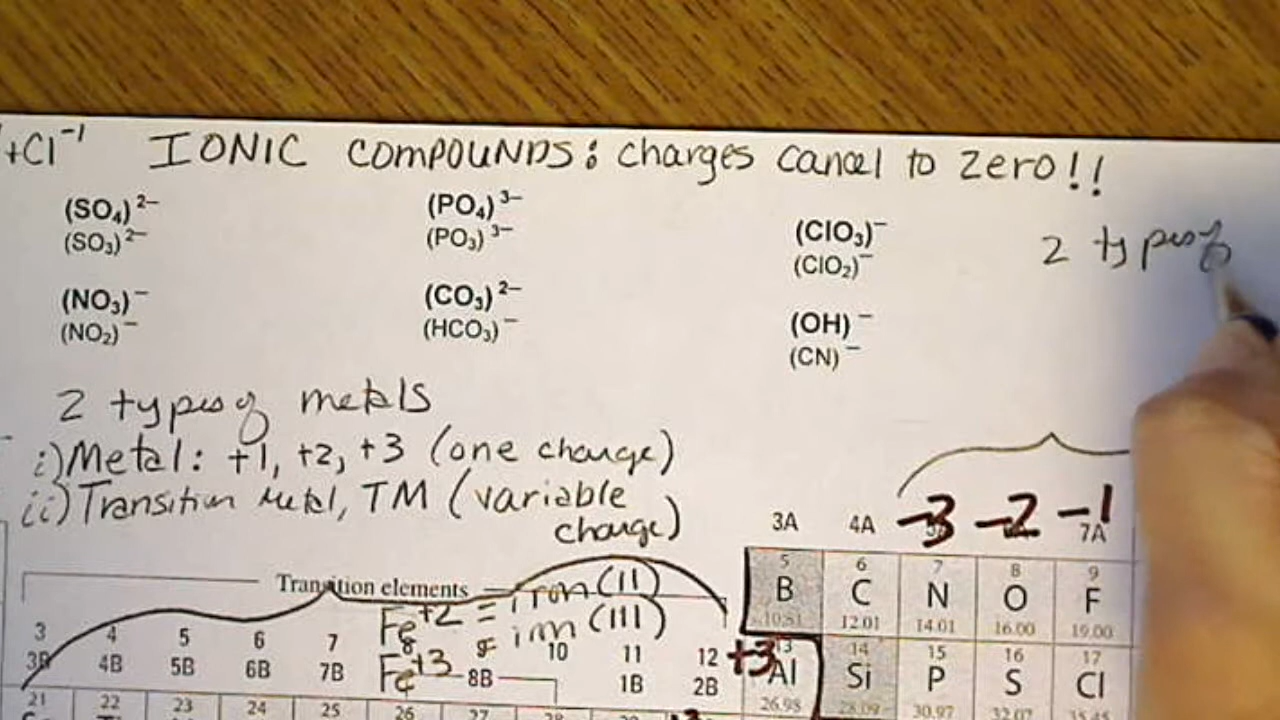 +Cl⁻¹ IONIC COMPOUNDS: charges cancel to zero!!
(SO₄)²⁻
(SO₃)²⁻
(PO₄)³⁻
(PO₃)³⁻
(ClO₃)⁻
(ClO₂)⁻
2 types of
(NO₃)⁻
(NO₂)⁻
(CO₃)²⁻
(HCO₃)⁻
(OH)⁻
(CN)⁻
2 types of metals
i) Metal: +1, +2, +3 (one charge)
ii) Transition Metal, TM (variable
charge)
3A 4A -3 -2 -1
7A
5 6 7 8 9
B C N O F
10.81 12.01 14.01 16.00 19.00
Transition elements
Fe⁺² = iron (II)
Fe⁺³ = iron (III)
3 4 5 6 7 8 10 11 12
3B 4B 5B 6B 7B 8B 1B 2B
+3
13 14 15 16 17
Al Si P S Cl
26.98 28.09 30.97 32.07 35.45
21 22 23 24 25 26 27 28